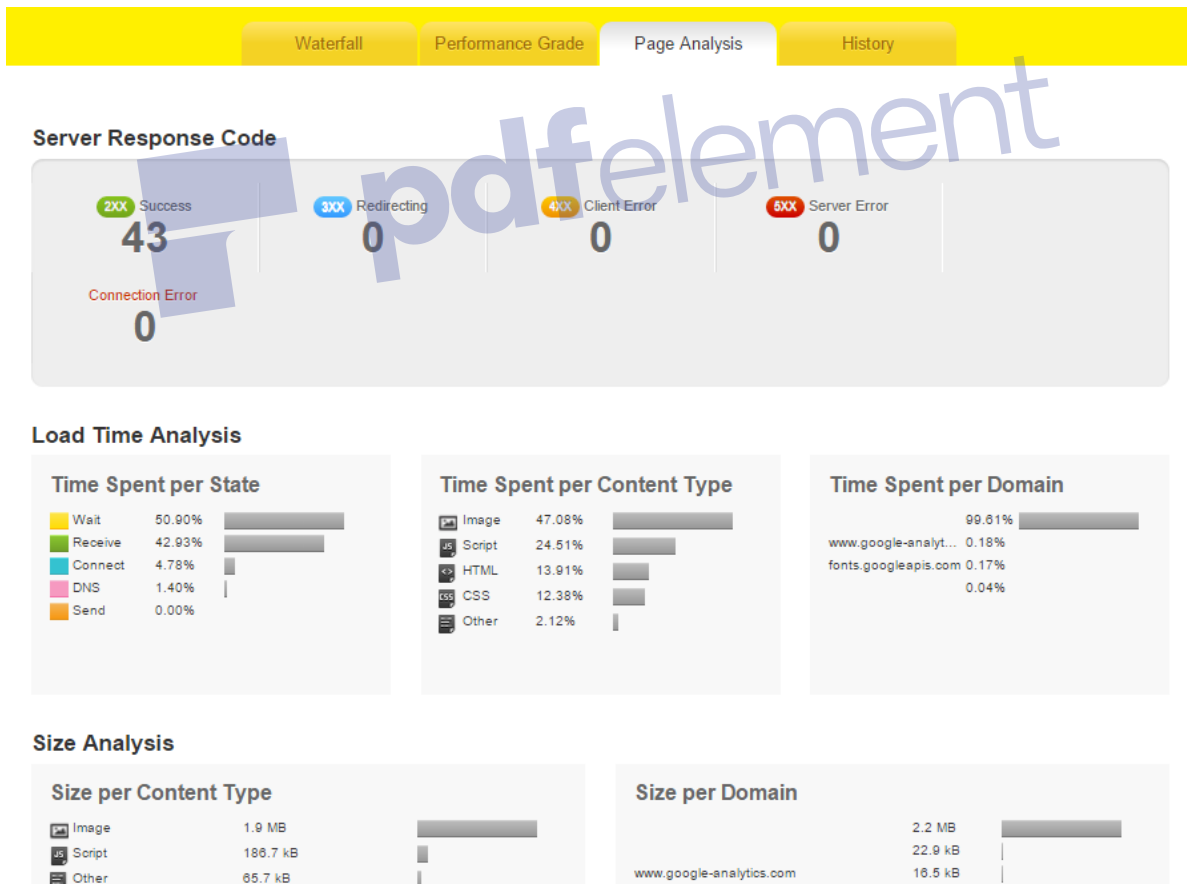 Waterfall Performance Grade Page Analysis History
pdfelement
Server Response Code
2XX Success 3XX Redirecting 4XX Client Error 5XX Server Error
43 0 0 0
Connection Error
0
Load Time Analysis
Time Spent per State
Wait 50.90%
Receive 42.93%
Connect 4.78%
DNS 1.40%
Send 0.00%
Time Spent per Content Type
Image 47.08%
JS Script 24.51%
<> HTML 13.91%
CSS CSS 12.38%
Other 2.12%
Time Spent per Domain
99.61%
www.google-analyt... 0.18%
fonts.googleapis.com 0.17%
0.04%
Size Analysis
Size per Content Type
Image 1.9 MB
JS Script 186.7 kB
Other 65.7 kB
Size per Domain
2.2 MB
22.9 kB
www.google-analytics.com 16.5 kB